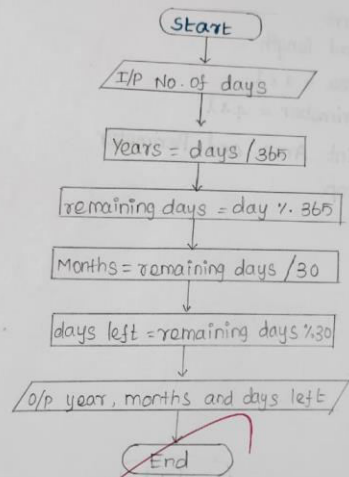 Start
I/P No. of days
Years = days /365
remaining days = day %. 365
Months = remaining days /30
days left = remaining days %30
O/P year, months and days left
End